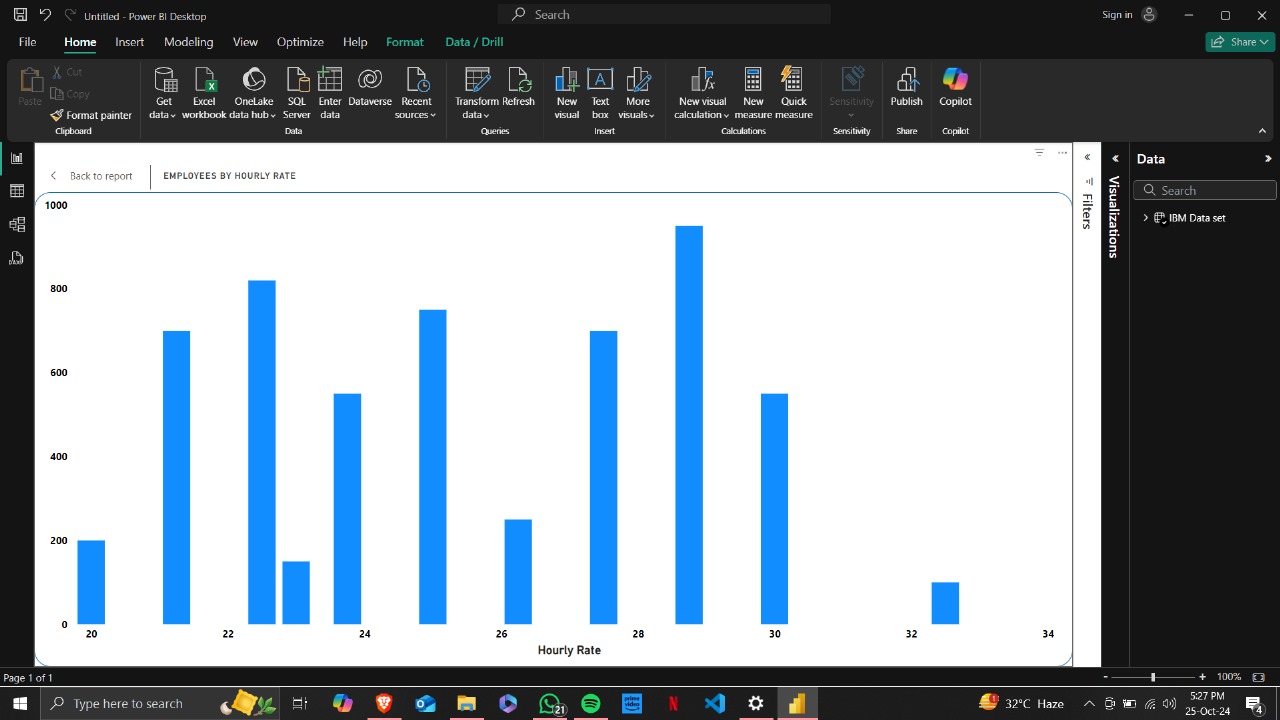 Untitled - Power BI Desktop
Search
Sign in
File Home Insert Modeling View Optimize Help Format Data / Drill
Share
Paste
Cut
Copy
Format painter
Clipboard
Get data
Excel workbook
OneLake data hub
SQL Server
Enter data
Dataverse
Recent sources
Data
Transform data
Refresh
Queries
New visual
Text box
More visuals
Insert
New visual calculation
New measure
Quick measure
Calculations
Sensitivity
Sensitivity
Publish
Share
Copilot
Copilot
Back to report
EMPLOYEES BY HOURLY RATE
1000
800
600
400
200
0
20 22 24 26 28 30 32 34
Hourly Rate
Filters
Visualizations
Data
Search
IBM Data set
Page 1 of 1
- + 100%
Type here to search
21
prime video
32°C Haze
5:27 PM
25-Oct-24
4